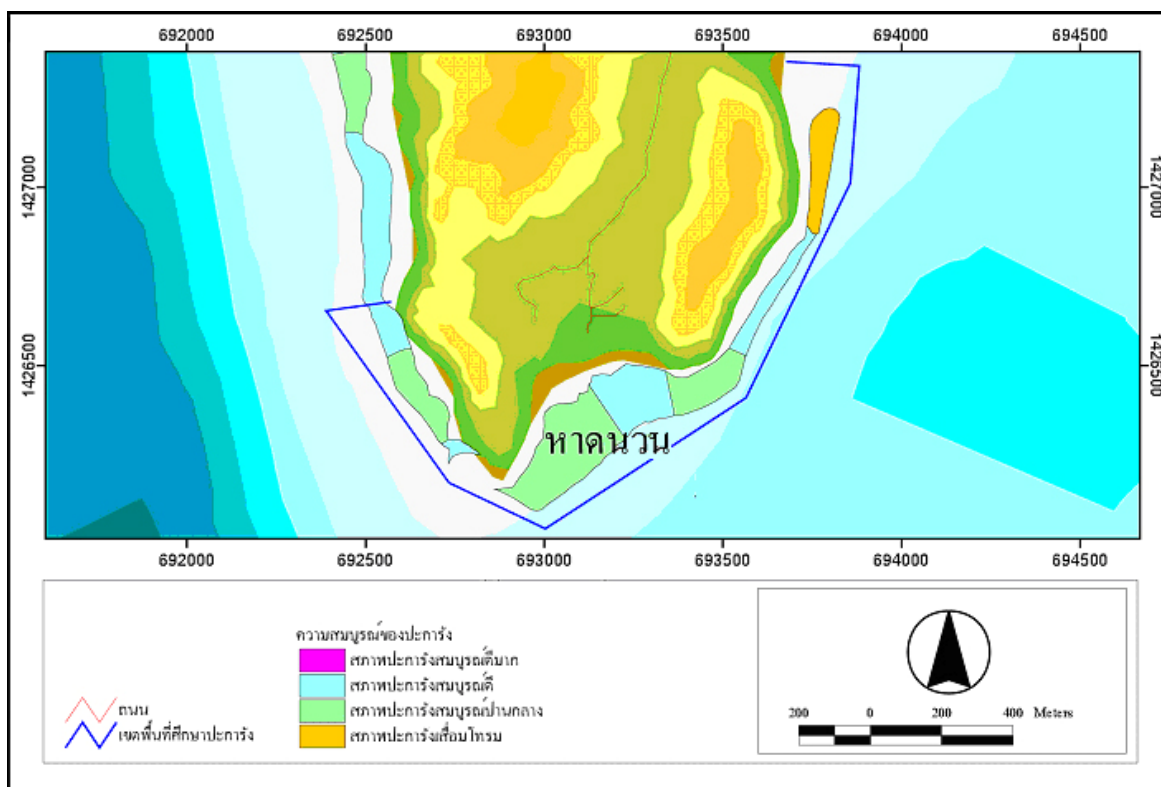 692000 692500 693000 693500 694000 694500
1427000 1427000
1426500 1426500
หาดนวน
692000 692500 693000 693500 694000 694500
ความสมบูรณ์ของปะการัง
สภาพปะการังสมบูรณ์ดีมาก
สภาพปะการังสมบูรณ์ดี
สภาพปะการังสมบูรณ์ปานกลาง
สภาพปะการังเสื่อมโทรม
ถนน
เขตพื้นที่ศึกษาปะการัง
200 0 200 400 Meters